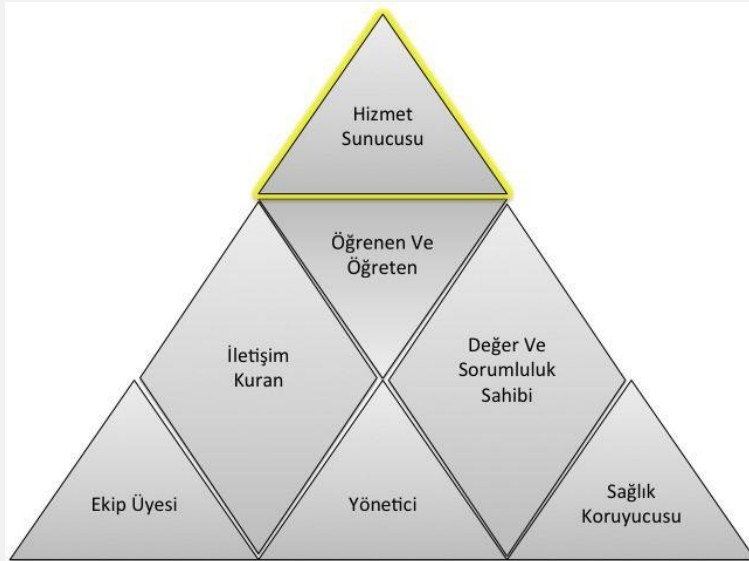 Hizmet
Sunucusu
Öğrenen Ve
Öğreten
İletişim
Kuran
Değer Ve
Sorumluluk
Sahibi
Ekip Üyesi
Yönetici
Sağlık
Koruyucusu